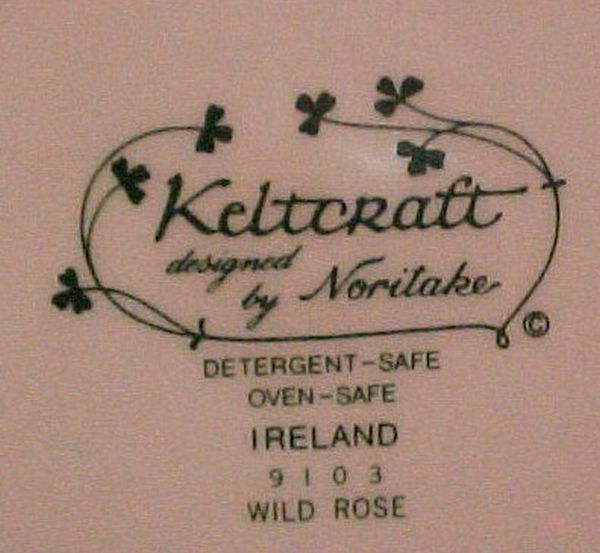 Keltcraft
designed
by Noritake
©
DETERGENT-SAFE
OVEN-SAFE
IRELAND
9103
WILD ROSE